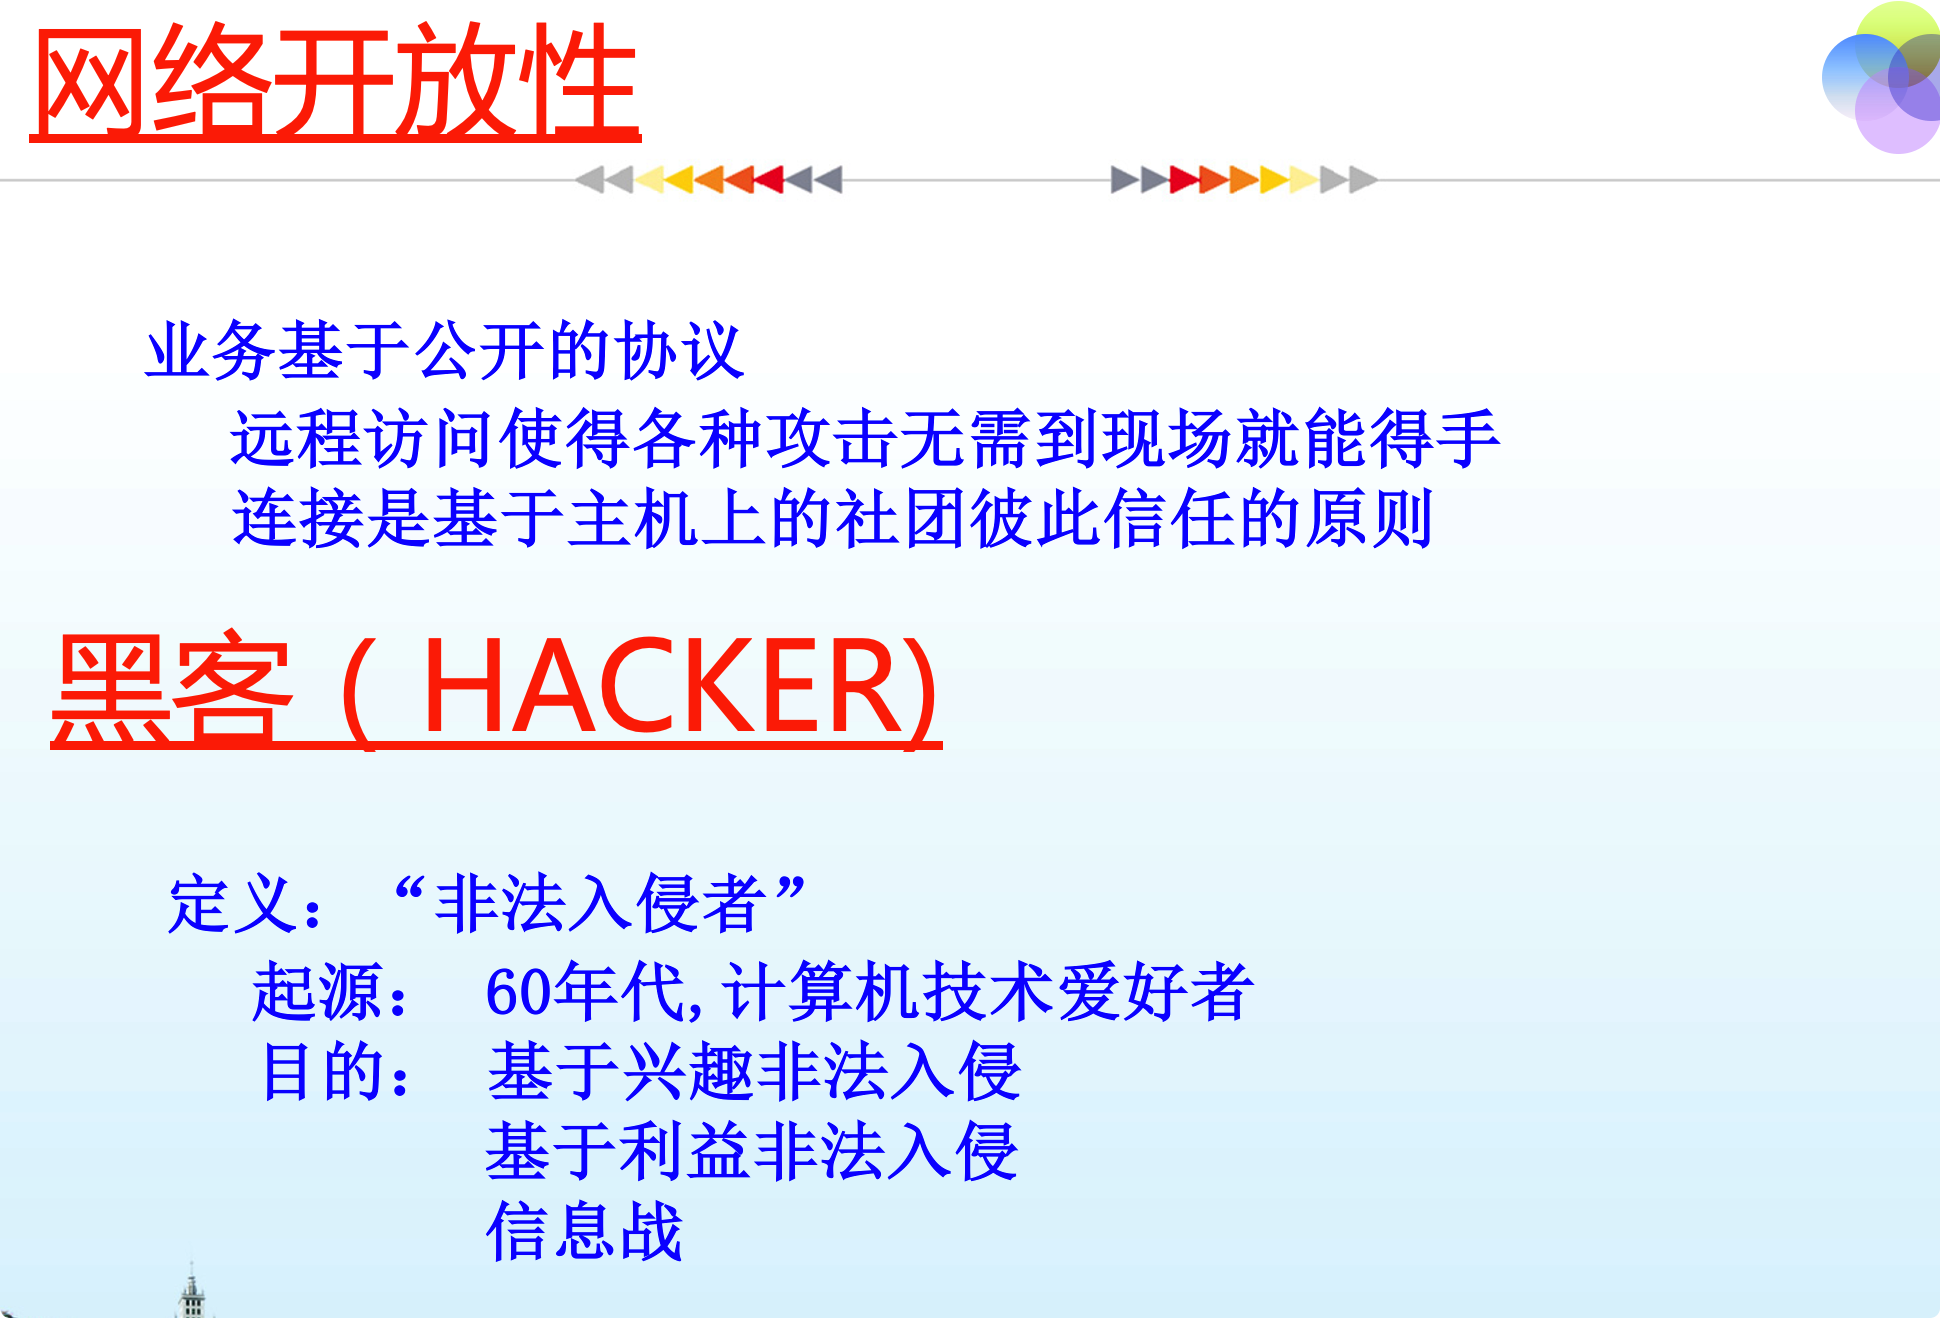 网络开放性
业务基于公开的协议
远程访问使得各种攻击无需到现场就能得手
连接是基于主机上的社团彼此信任的原则
黑客（HACKER)
定义：“非法入侵者”
起源： 60年代,计算机技术爱好者
目的： 基于兴趣非法入侵
基于利益非法入侵
信息战